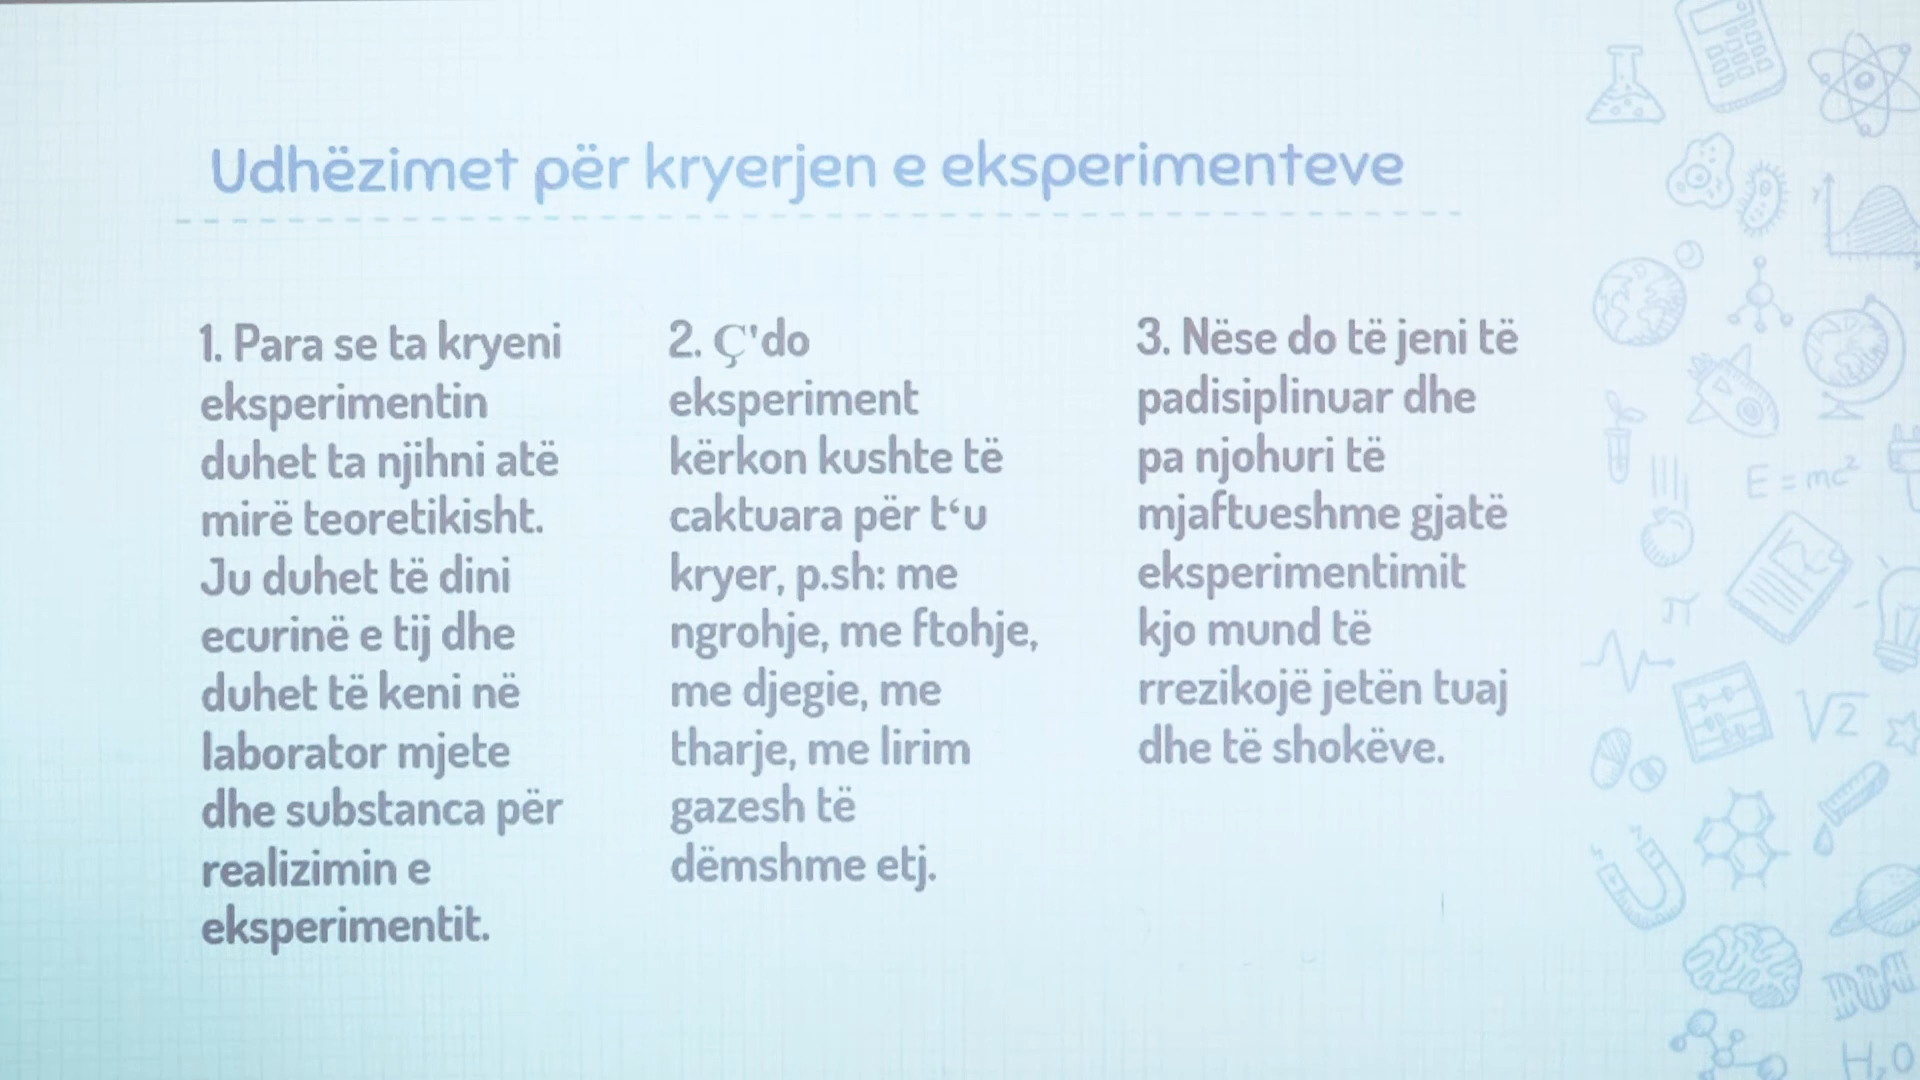 Udhëzimet për kryerjen e eksperimenteve
1. Para se ta kryeni
eksperimentin
duhet ta njihni atë
mirë teoretikisht.
Ju duhet të dini
ecurinë e tij dhe
duhet të keni në
laborator mjete
dhe substanca për
realizimin e
eksperimentit.
2. Ç'do
eksperiment
kërkon kushte të
caktuara për t‘u
kryer, p.sh: me
ngrohje, me ftohje,
me djegie, me
tharje, me lirim
gazesh të
dëmshme etj.
3. Nëse do të jeni të
padisiplinuar dhe
pa njohuri të
mjaftueshme gjatë
eksperimentimit
kjo mund të
rrezikojë jetën tuaj
dhe të shokëve.
y
x
E = mc²
π
√2
H₂O